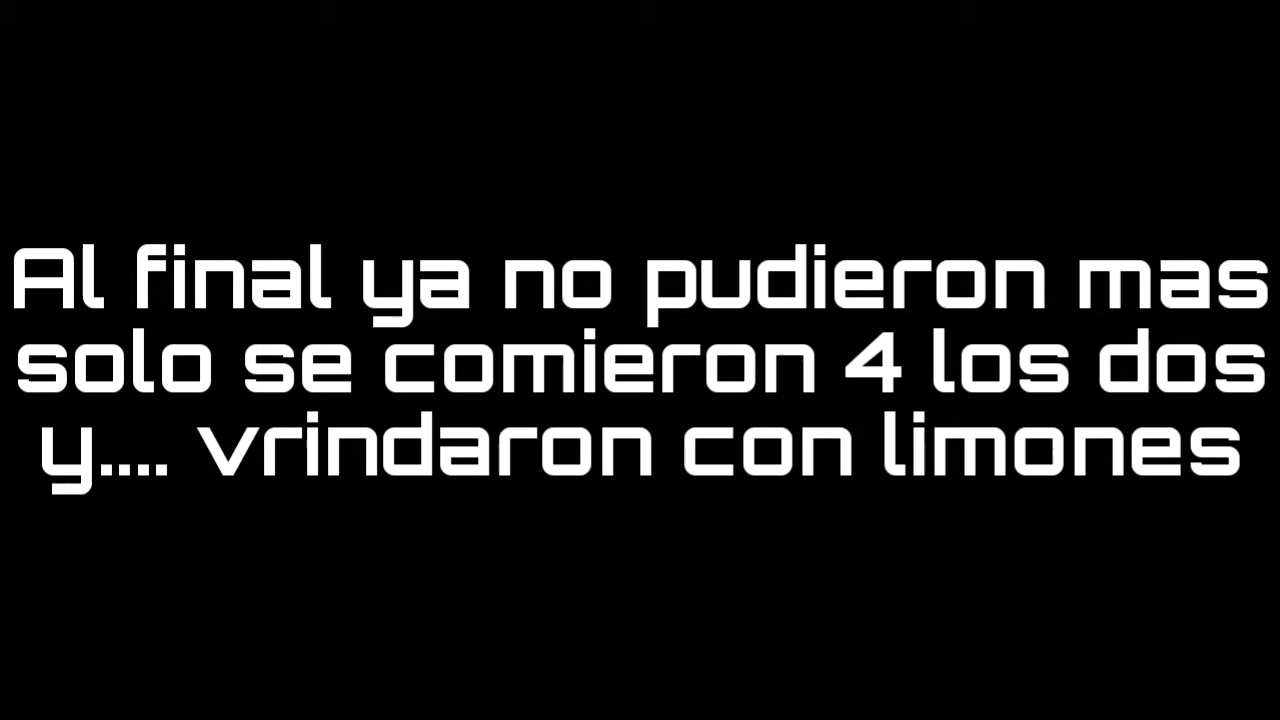 Al final ya no pudieron mas
solo se comieron 4 los dos
y.... vrindaron con limones